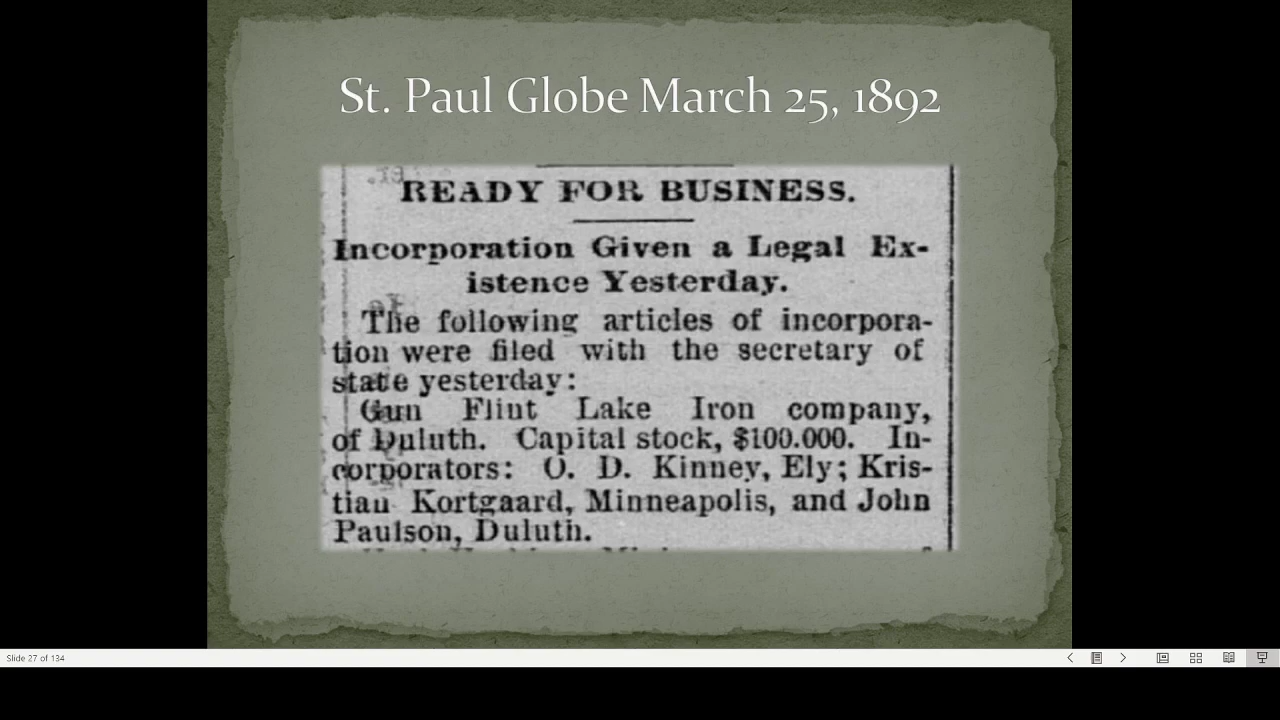 St. Paul Globe March 25, 1892
READY FOR BUSINESS.
Incorporation Given a Legal Ex-
istence Yesterday.
The following articles of incorpora-
tion were filed with the secretary of
state yesterday:
Gun Flint Lake Iron company,
of Duluth. Capital stock, $100.000. In-
corporators: O. D. Kinney, Ely; Kris-
tian Kortgaard, Minneapolis, and John
Paulson, Duluth.
Slide 27 of 134